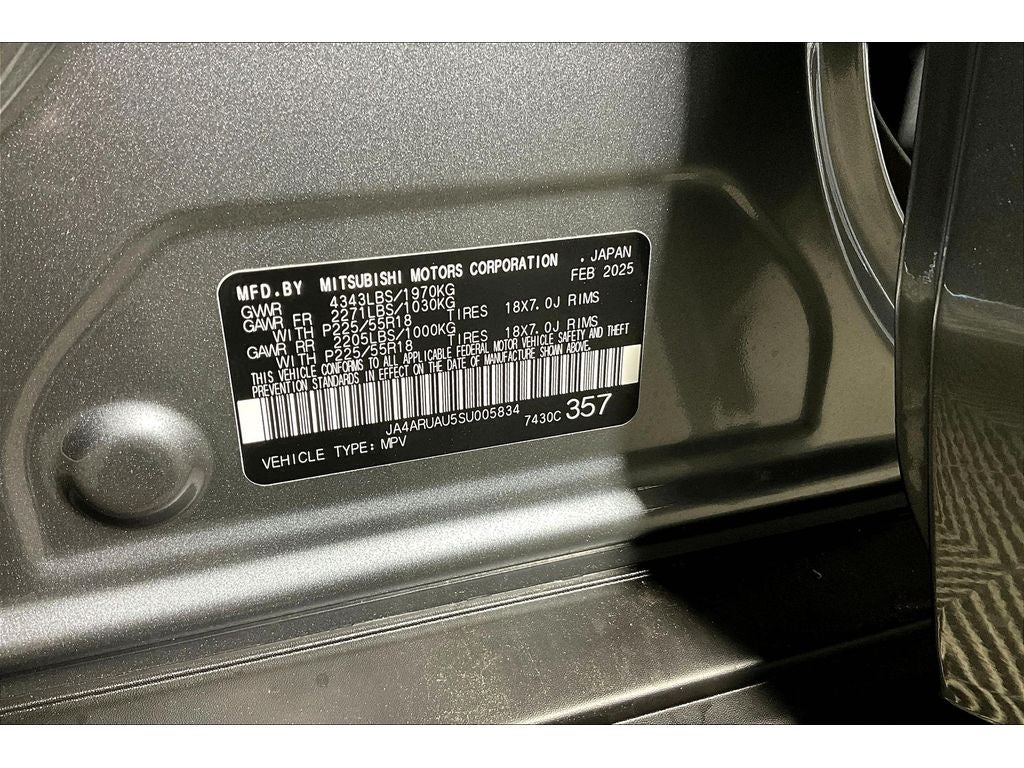 MFD.BY MITSUBISHI MOTORS CORPORATION , JAPAN
GVWR 4343LBS/1970KG FEB 2025
GAWR FR 2271LBS/1030KG
WITH P225/55R18 TIRES 18X7.0J RIMS
GAWR RR 2205LBS/1000KG
WITH P225/55R18 TIRES 18X7.0J RIMS
THIS VEHICLE CONFORMS TO ALL APPLICABLE FEDERAL MOTOR VEHICLE SAFETY AND THEFT
PREVENTION STANDARDS IN EFFECT ON THE DATE OF MANUFACTURE SHOWN ABOVE.
JA4ARUAU5SU005834 7430C 357
VEHICLE TYPE: MPV